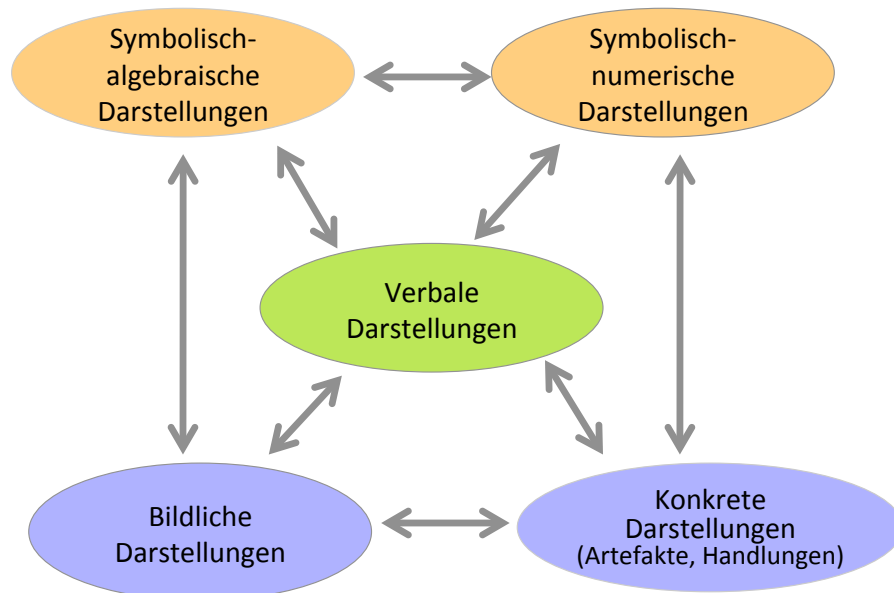 Symbolisch-
algebraische
Darstellungen
Symbolisch-
numerische
Darstellungen
Verbale
Darstellungen
Bildliche
Darstellungen
Konkrete
Darstellungen
(Artefakte, Handlungen)